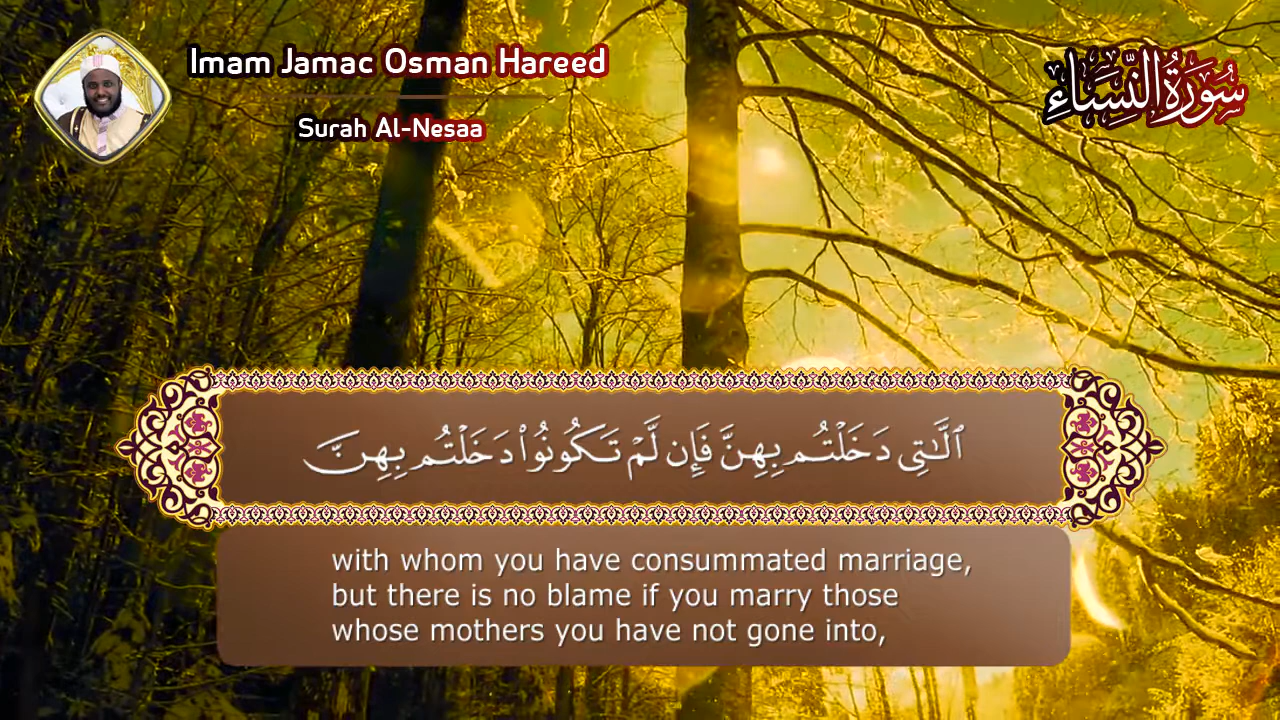 Imam Jamac Osman Hareed
Surah Al-Nesaa
سُورَةُ النِّسَاءِ
ٱلَّٰتِى دَخَلْتُم بِهِنَّ فَإِن لَّمْ تَكُونُوا۟ دَخَلْتُم بِهِنَّ
with whom you have consummated marriage,
but there is no blame if you marry those
whose mothers you have not gone into,